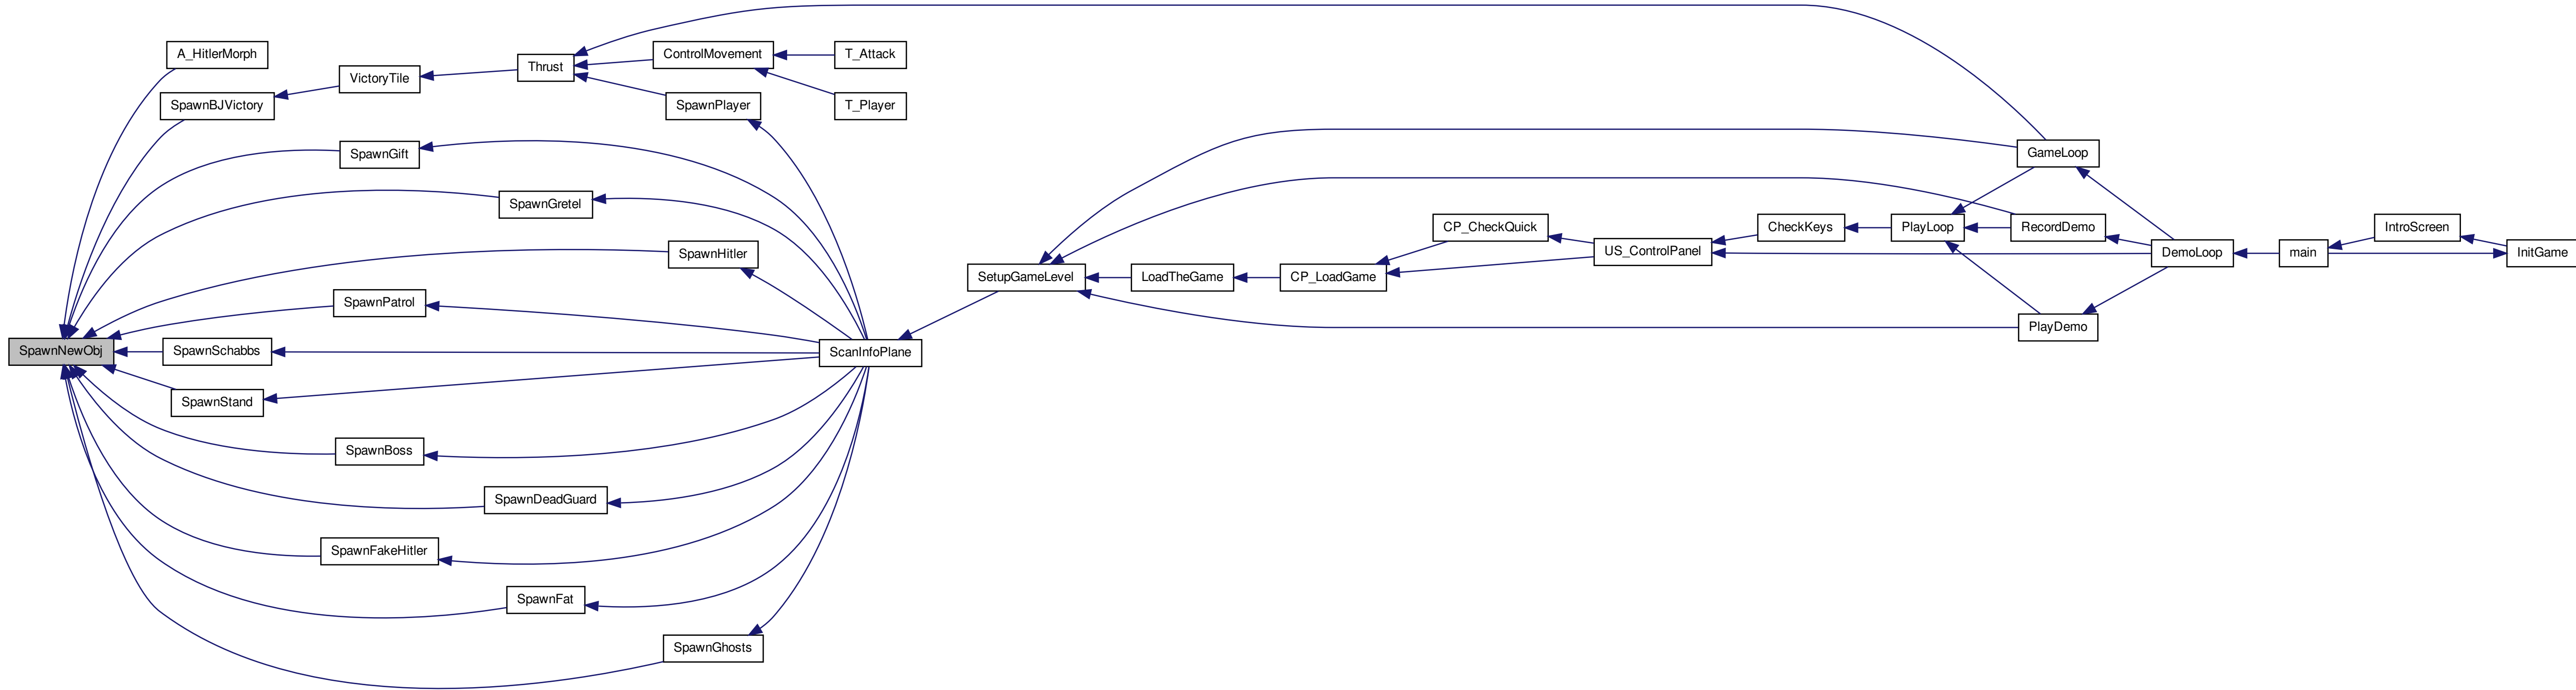 A_HitlerMorph
SpawnBJVictory
VictoryTile
Thrust
ControlMovement
T_Attack
T_Player
SpawnPlayer
SpawnGift
SpawnGretel
SpawnHitler
SpawnPatrol
SpawnNewObj
SpawnSchabbs
SpawnStand
SpawnBoss
SpawnDeadGuard
SpawnFakeHitler
SpawnFat
SpawnGhosts
ScanInfoPlane
SetupGameLevel
LoadTheGame
CP_LoadGame
CP_CheckQuick
US_ControlPanel
CheckKeys
PlayLoop
GameLoop
RecordDemo
PlayDemo
DemoLoop
main
IntroScreen
InitGame